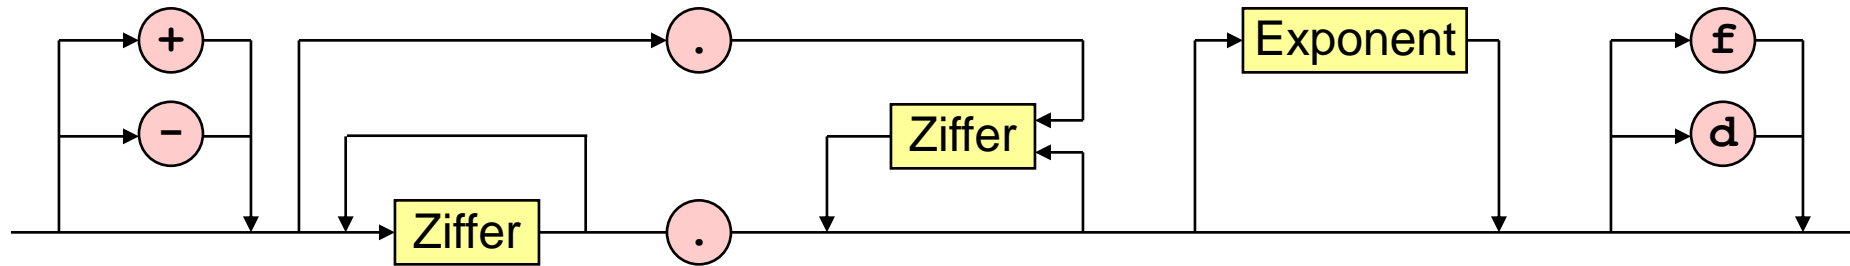 +
.
Exponent
f
-
Ziffer
d
Ziffer
.